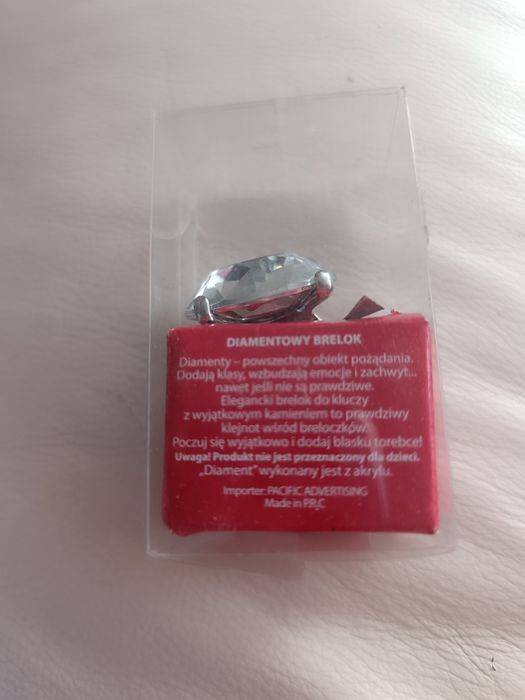 DIAMENTOWY BRELOK
Diamenty – powszechny obiekt pożądania.
Dodają klasy, wzbudzają emocje i zachwyt...
nawet jeśli nie są prawdziwe.
Elegancki brelok do kluczy
z wyjątkowym kamieniem to prawdziwy
klejnot wśród breloczków.
Poczuj się wyjątkowo i dodaj blasku torebce!
Uwaga! Produkt nie jest przeznaczony dla dzieci.
„Diament” wykonany jest z akrylu.
Importer: PACIFIC ADVERTISING
Made in P.R.C